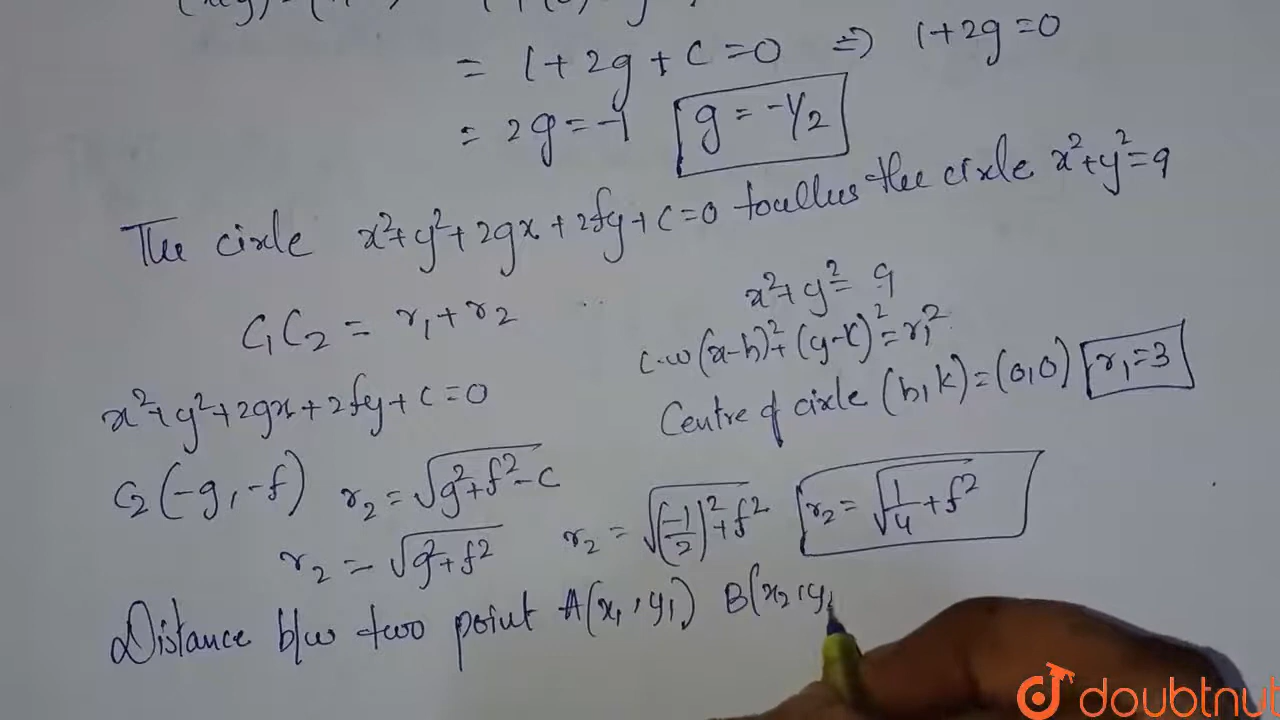 = 1 + 2g + c = 0 ⇒ 1 + 2g = 0
= 2g = -1 g = -1/2
The circle x²+y²+2gx+2fy+c=0 touches the circle x²+y²=9
C₁C₂ = r₁+r₂
x²+y²=9
c.w (x-h)²+(y-k)²=r₁²
Centre of circle (h,k)=(0,0) r₁=3
x²+y²+2gx+2fy+c=0
C₂(-g,-f) r₂=√g²+f²-c
r₂=√g²+f² r₂=√(-1/2)²+f² r₂=√1/4+f²
Distance b/w two point A(x₁,y₁) B(x₂,y
doubtnut